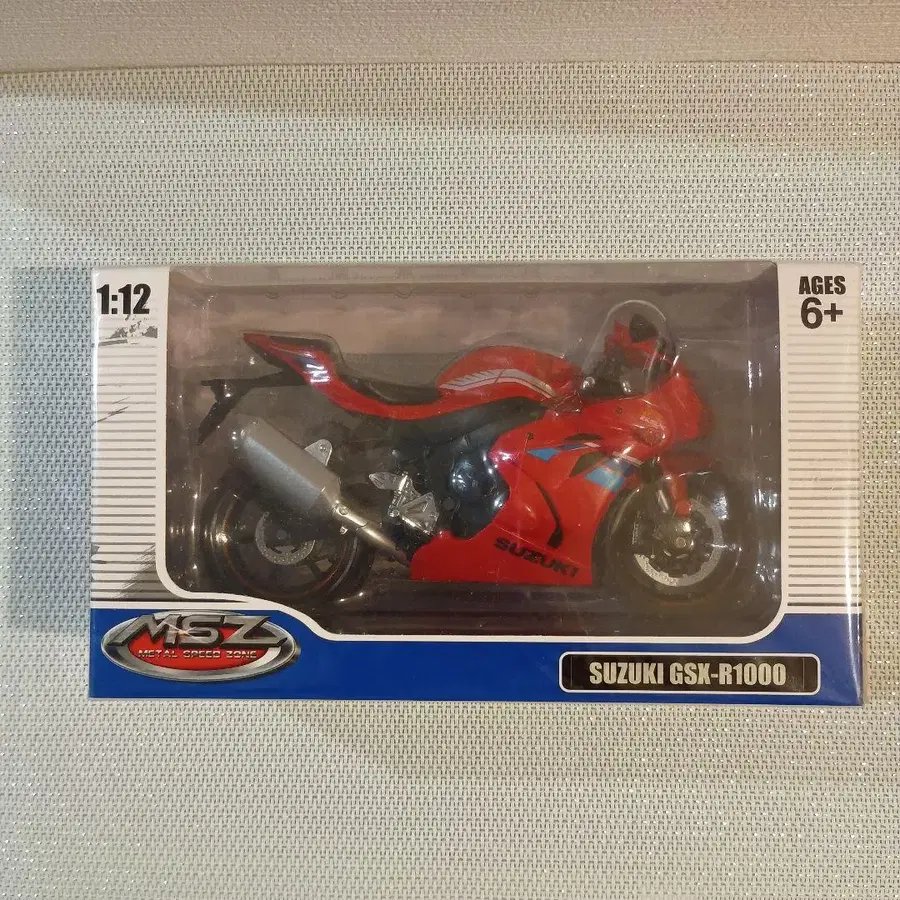 1:12
AGES
6+
SUZUKI
MSZ
METAL SPEED ZONE
SUZUKI GSX-R1000